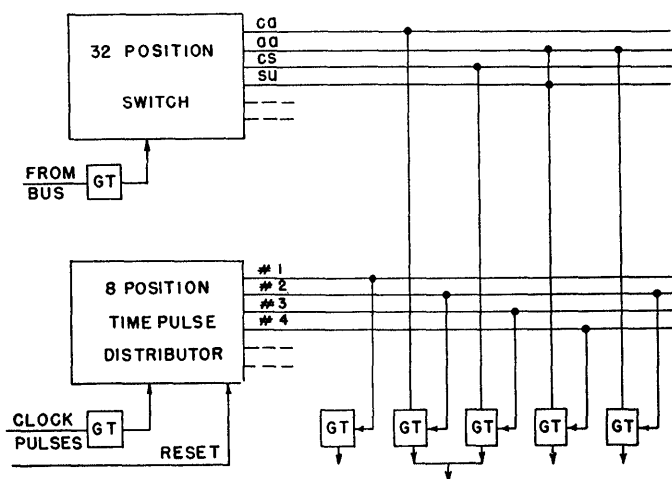 32 POSITION
SWITCH
ca
aa
cs
su
FROM
BUS
GT
8 POSITION
TIME PULSE
DISTRIBUTOR
#1
#2
#3
#4
CLOCK
PULSES
GT
RESET
GT
GT
GT
GT
GT